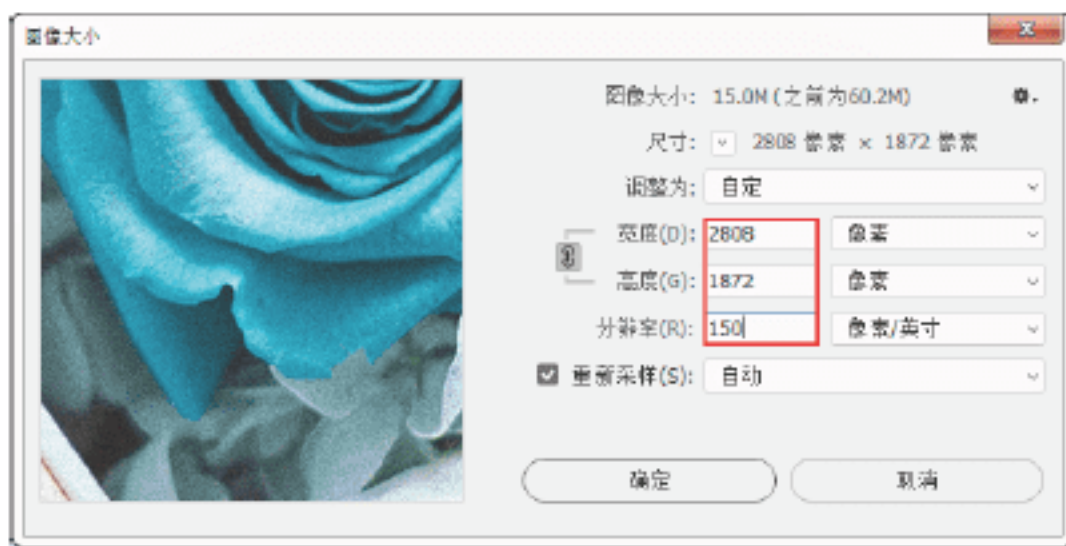 图像大小
图像大小: 15.0M (之前为60.2M)
尺寸: 2808 像素 × 1872 像素
调整为: 自定
宽度(D): 2808 像素
高度(G): 1872 像素
分辨率(R): 150 像素/英寸
重新采样(S): 自动
确定 取消